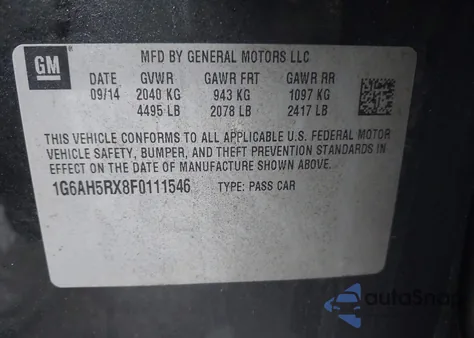 GM
MFD BY GENERAL MOTORS LLC
DATE GVWR GAWR FRT GAWR RR
09/14 2040 KG 943 KG 1097 KG
4495 LB 2078 LB 2417 LB
THIS VEHICLE CONFORMS TO ALL APPLICABLE U.S. FEDERAL MOTOR
VEHICLE SAFETY, BUMPER, AND THEFT PREVENTION STANDARDS IN
EFFECT ON THE DATE OF MANUFACTURE SHOWN ABOVE.
1G6AH5RX8F0111546 TYPE: PASS CAR
autoSnap